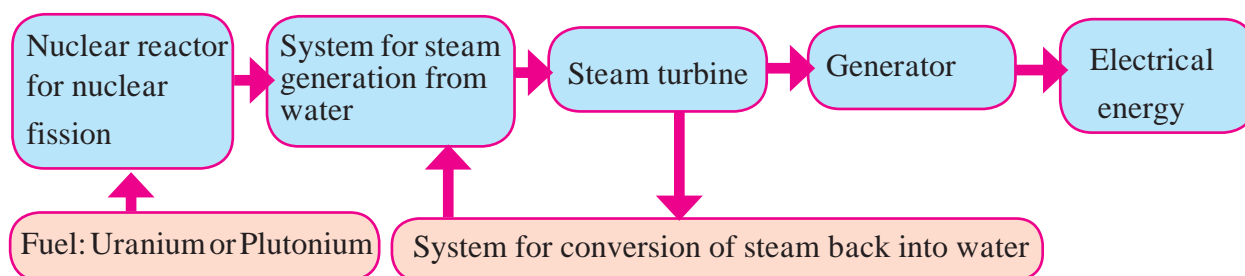 Nuclear reactor
for nuclear
fission
System for steam
generation from
water
Steam turbine
Generator
Electrical
energy
Fuel: Uranium or Plutonium
System for conversion of steam back into water